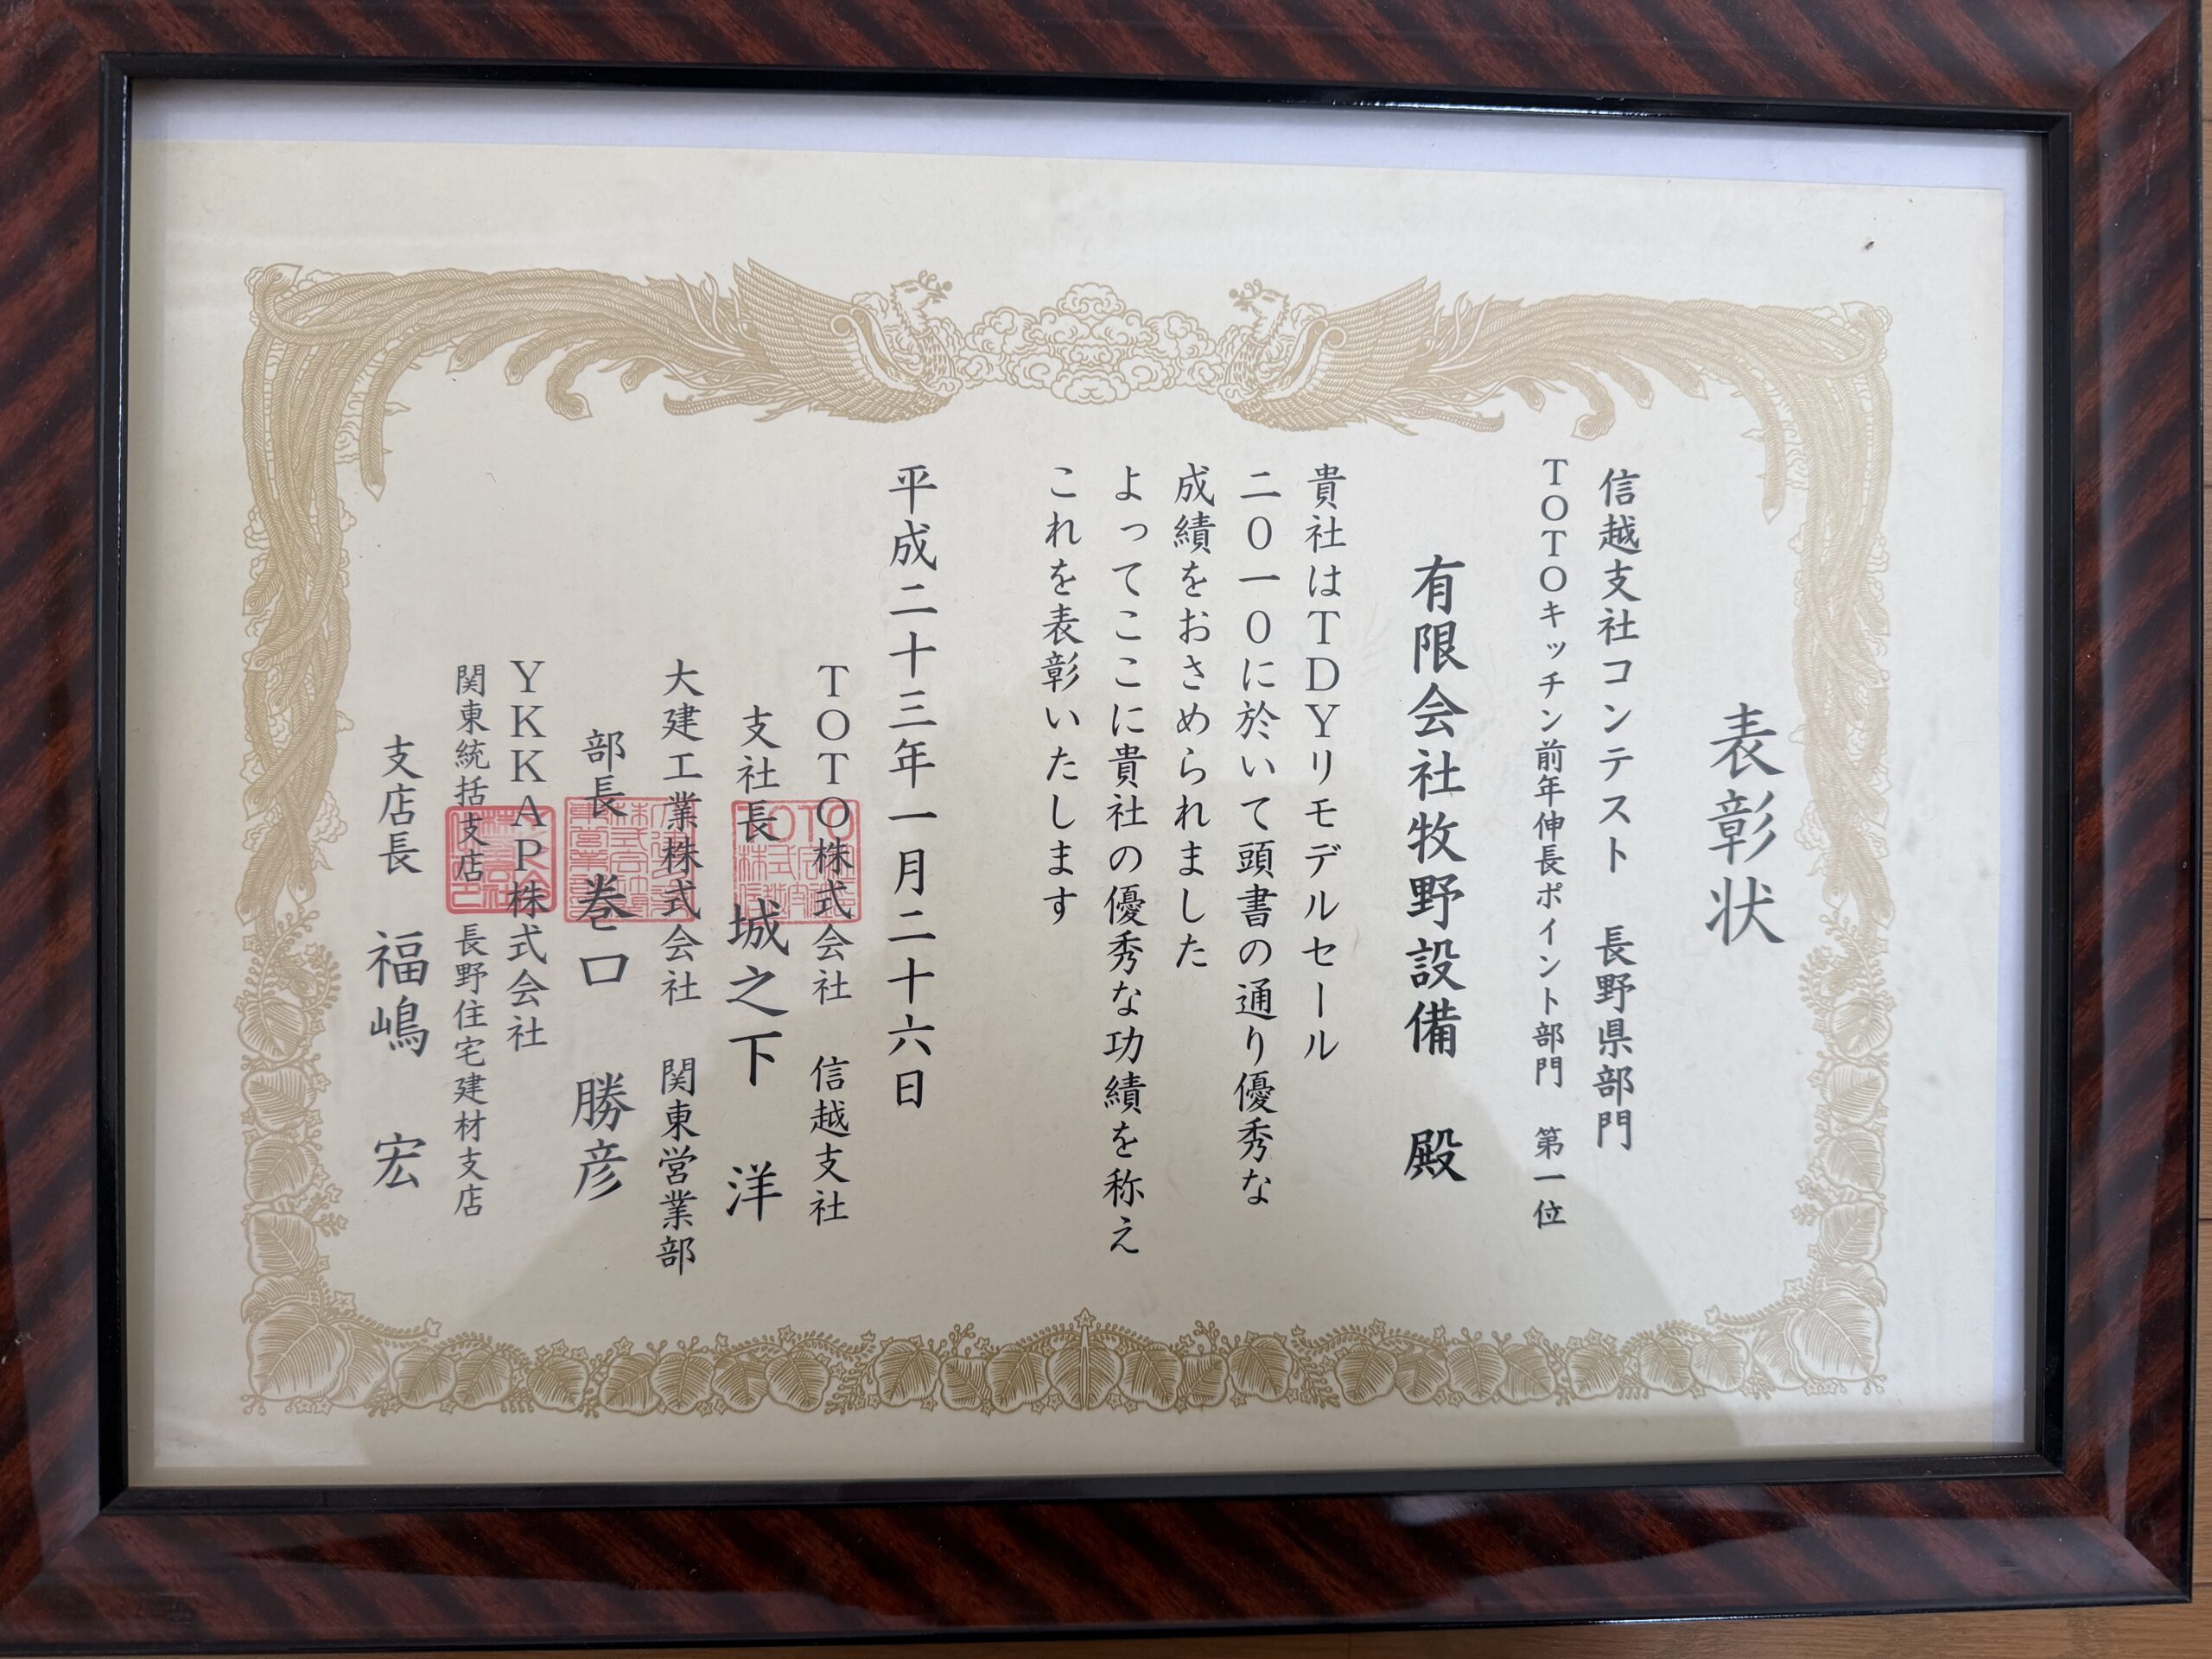 表彰状
信越支社コンテスト　長野県部門
TOTOキッチン前年伸長ポイント部門　第一位
有限会社牧野設備　殿
貴社はTDYリモデルセール
二0一0に於いて頭書の通り優秀な
成績をおさめられました
よってここに貴社の優秀な功績を称え
これを表彰いたします
平成二十三年一月二十六日
TOTO株式会社　信越支社
支社長　城之下　洋
大建工業株式会社　関東営業部
部長　巻口　勝彦
YKKAP株式会社
関東統括支店　長野住宅建材支店
支店長　福嶋　宏